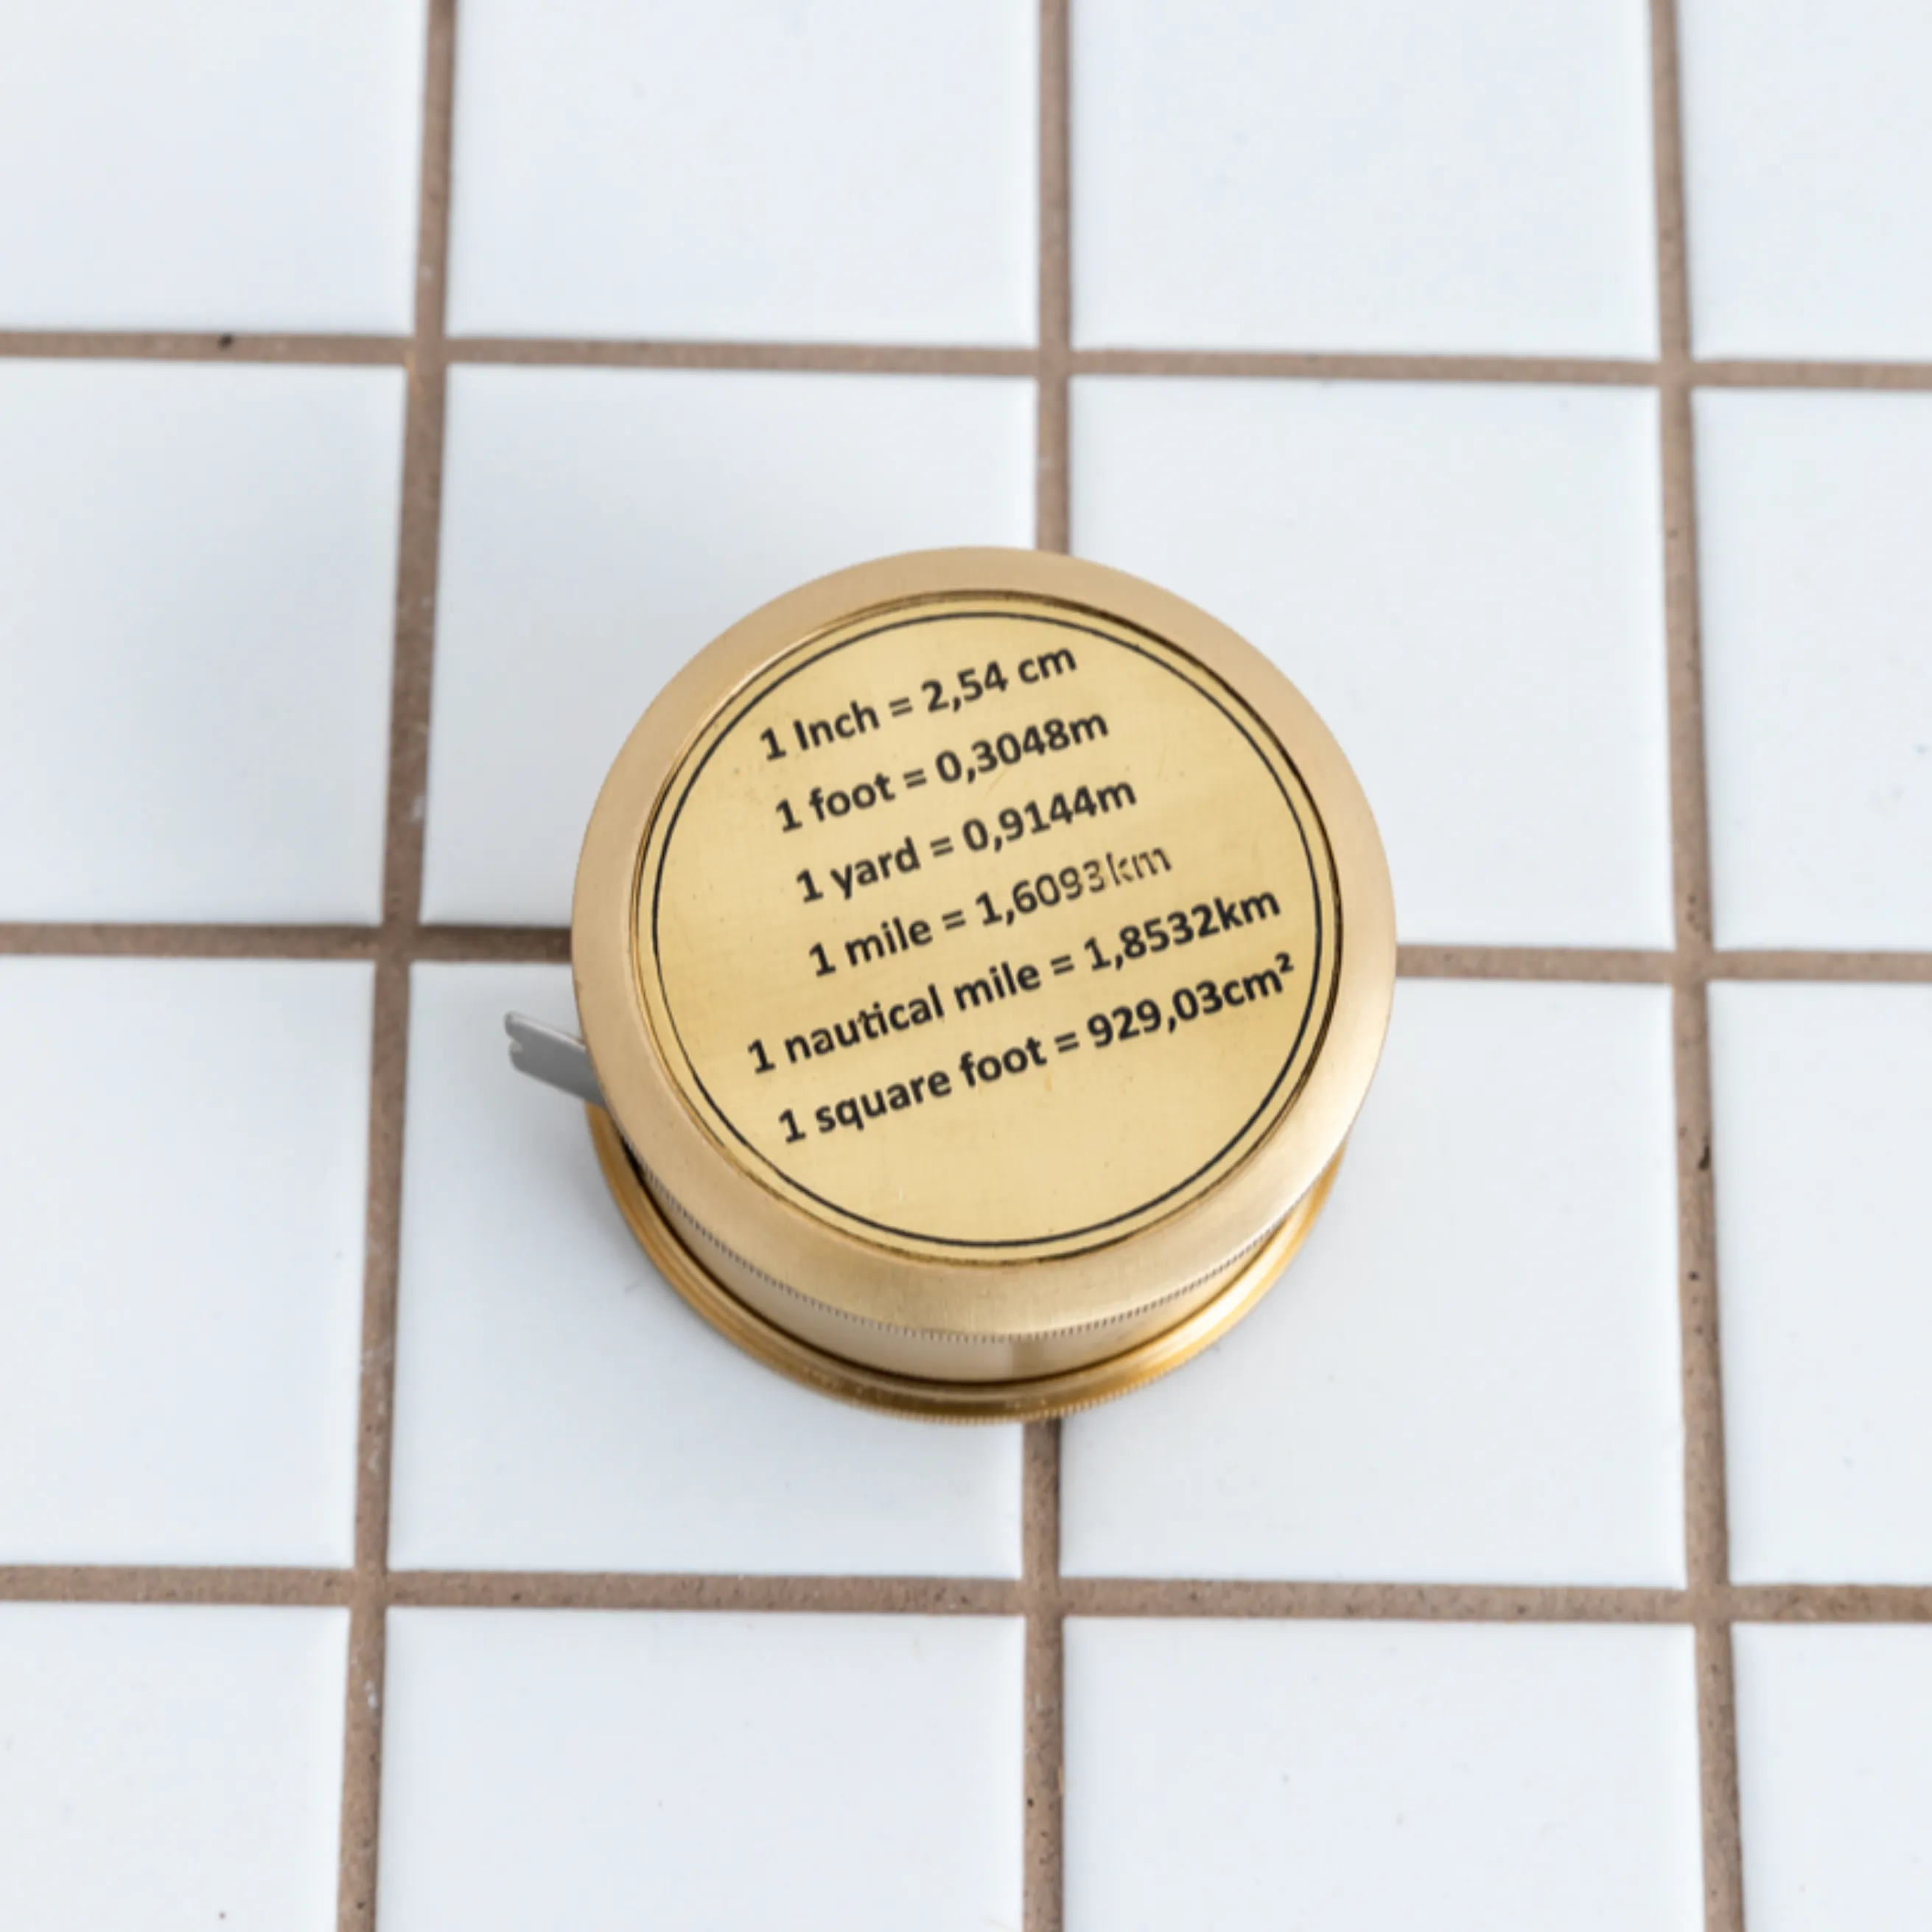 1 Inch = 2,54 cm
1 foot = 0,3048m
1 yard = 0,9144m
1 mile = 1,6093km
1 nautical mile = 1,8532km
1 square foot = 929,03cm²